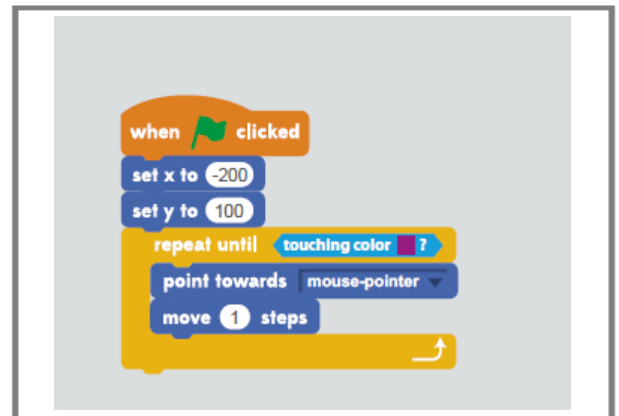 when clicked
set x to -200
set y to 100
repeat until touching color ?
point towards mouse-pointer
move 1 steps